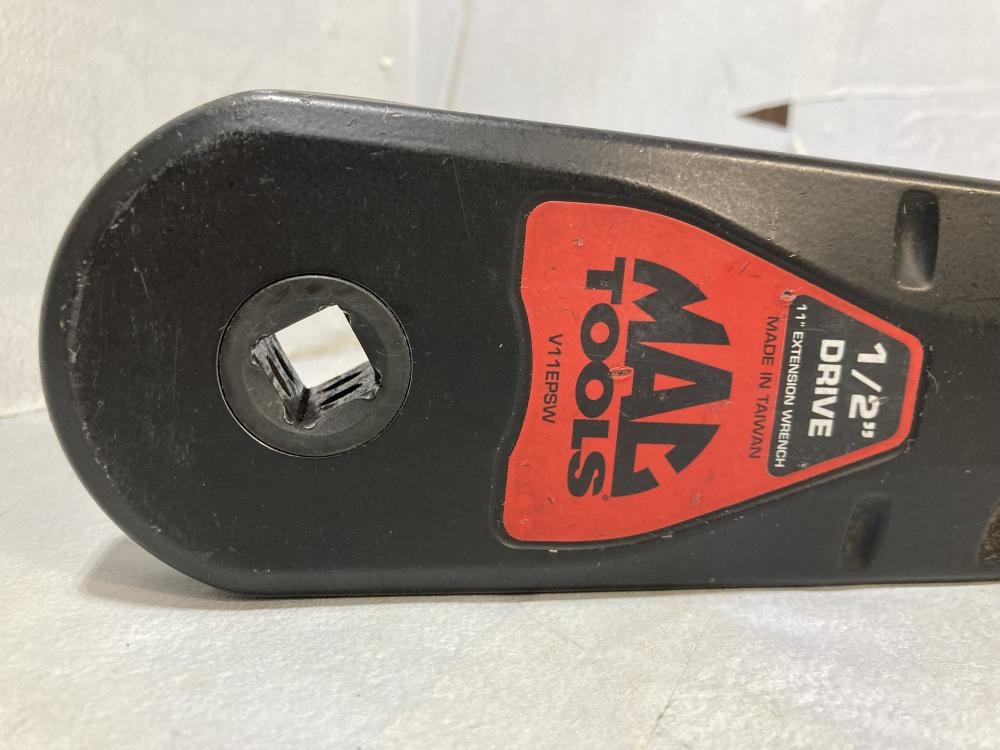 1/2"
DRIVE
11" EXTENSION WRENCH
MADE IN TAIWAN
MAC
TOOLS®
V11EPSW